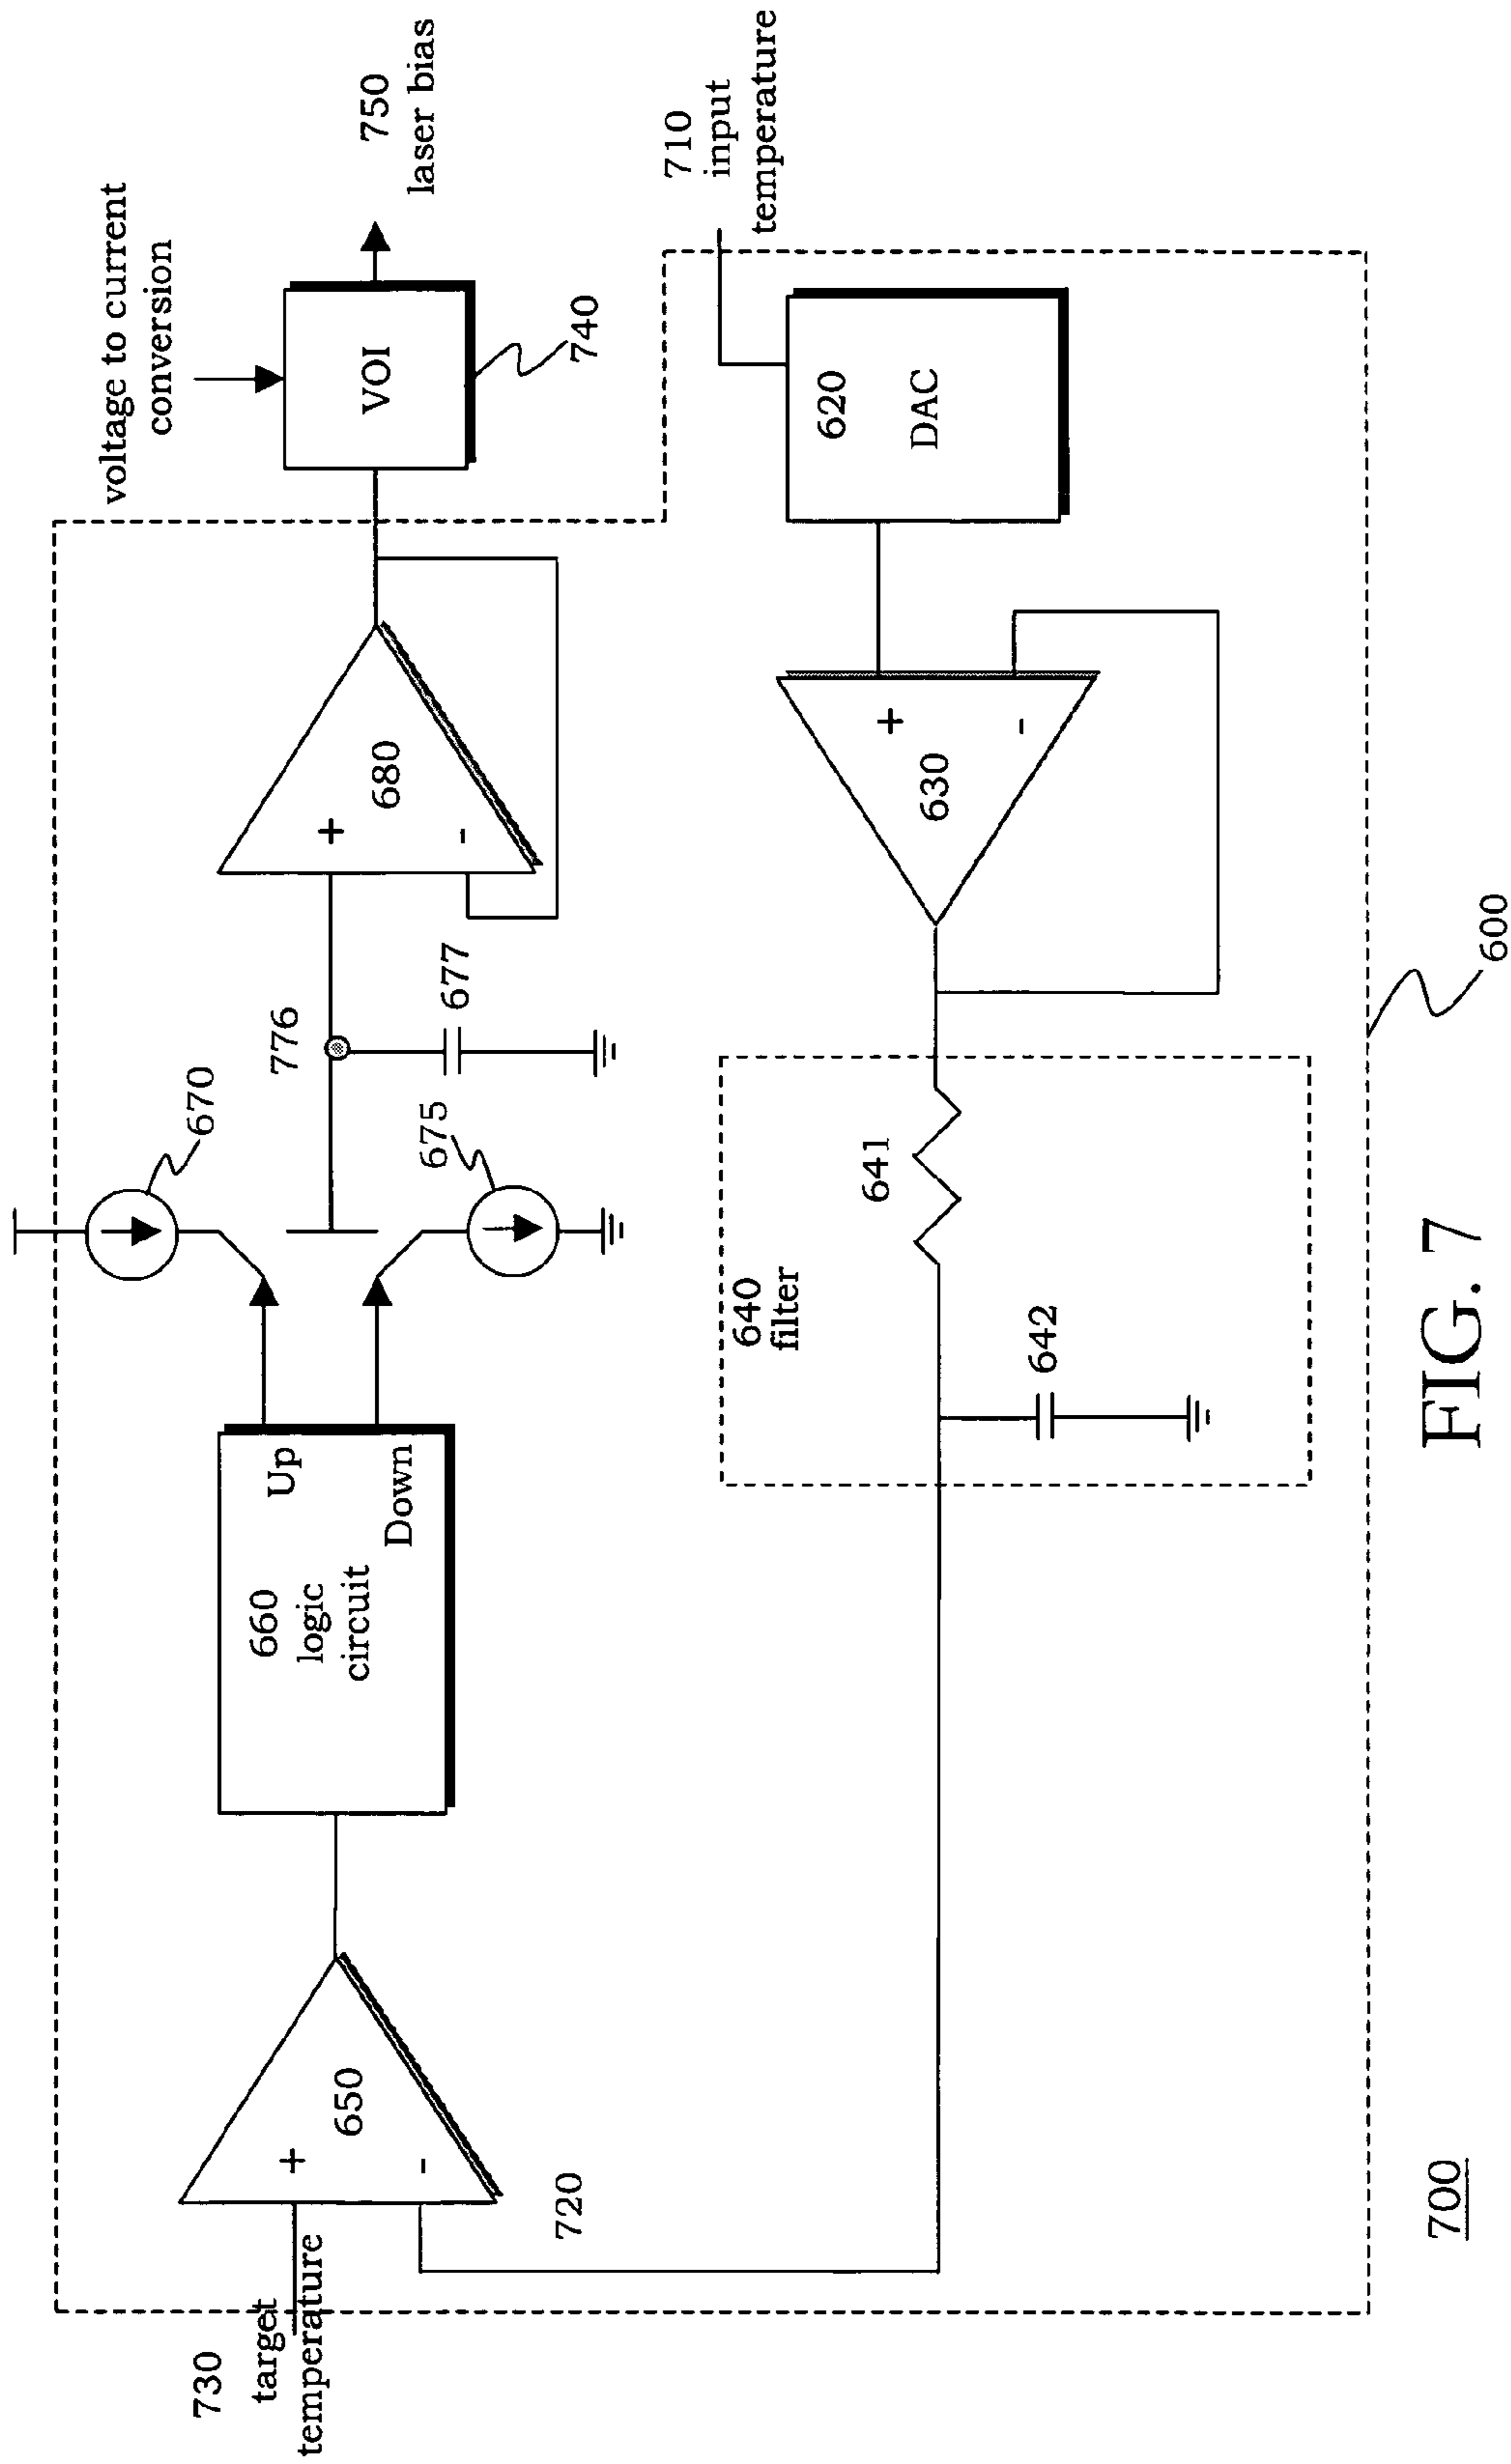 voltage to current
conversion
750
laser bias
VOI
740
680
+
-
776
677
670
675
660
logic
circuit
Up
Down
650
+
-
730
target
temperature
720
710
input
temperature
620
DAC
+
-
630
641
640
filter
642
600
700
FIG. 7